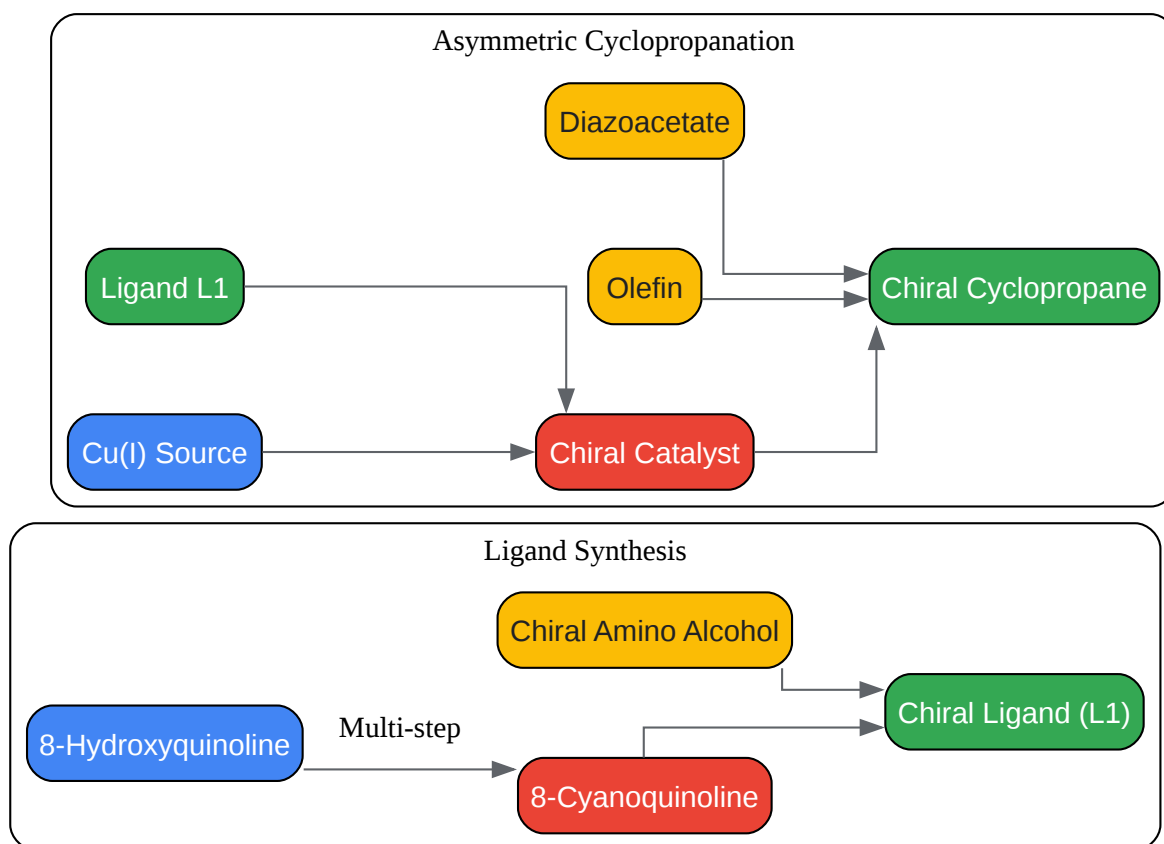 Asymmetric Cyclopropanation
Diazoacetate
Ligand L1
Olefin
Chiral Cyclopropane
Cu(I) Source
Chiral Catalyst
Ligand Synthesis
Chiral Amino Alcohol
Chiral Ligand (L1)
8-Hydroxyquinoline
Multi-step
8-Cyanoquinoline